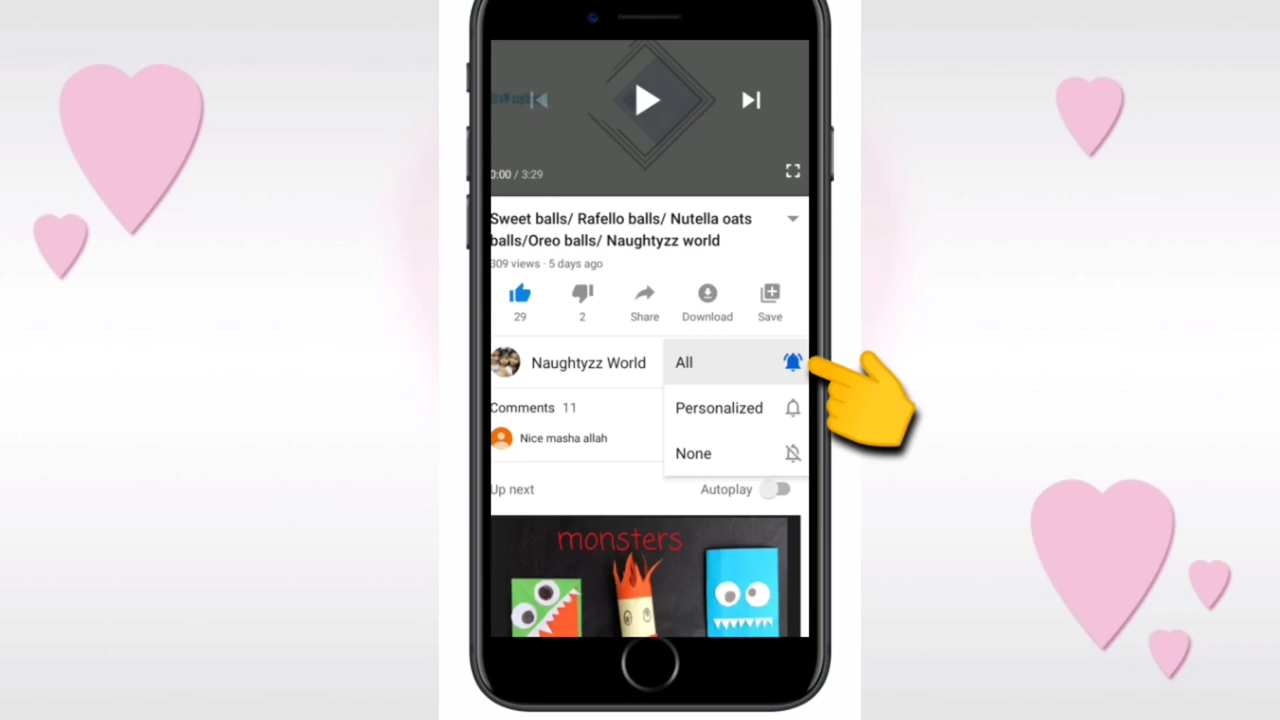 0:00 / 3:29
Sweet balls/ Rafello balls/ Nutella oats
balls/Oreo balls/ Naughtyzz world
309 views · 5 days ago
29
2
Share
Download
Save
Naughtyzz World
All
Personalized
None
Comments 11
Nice masha allah
Up next
Autoplay
monsters